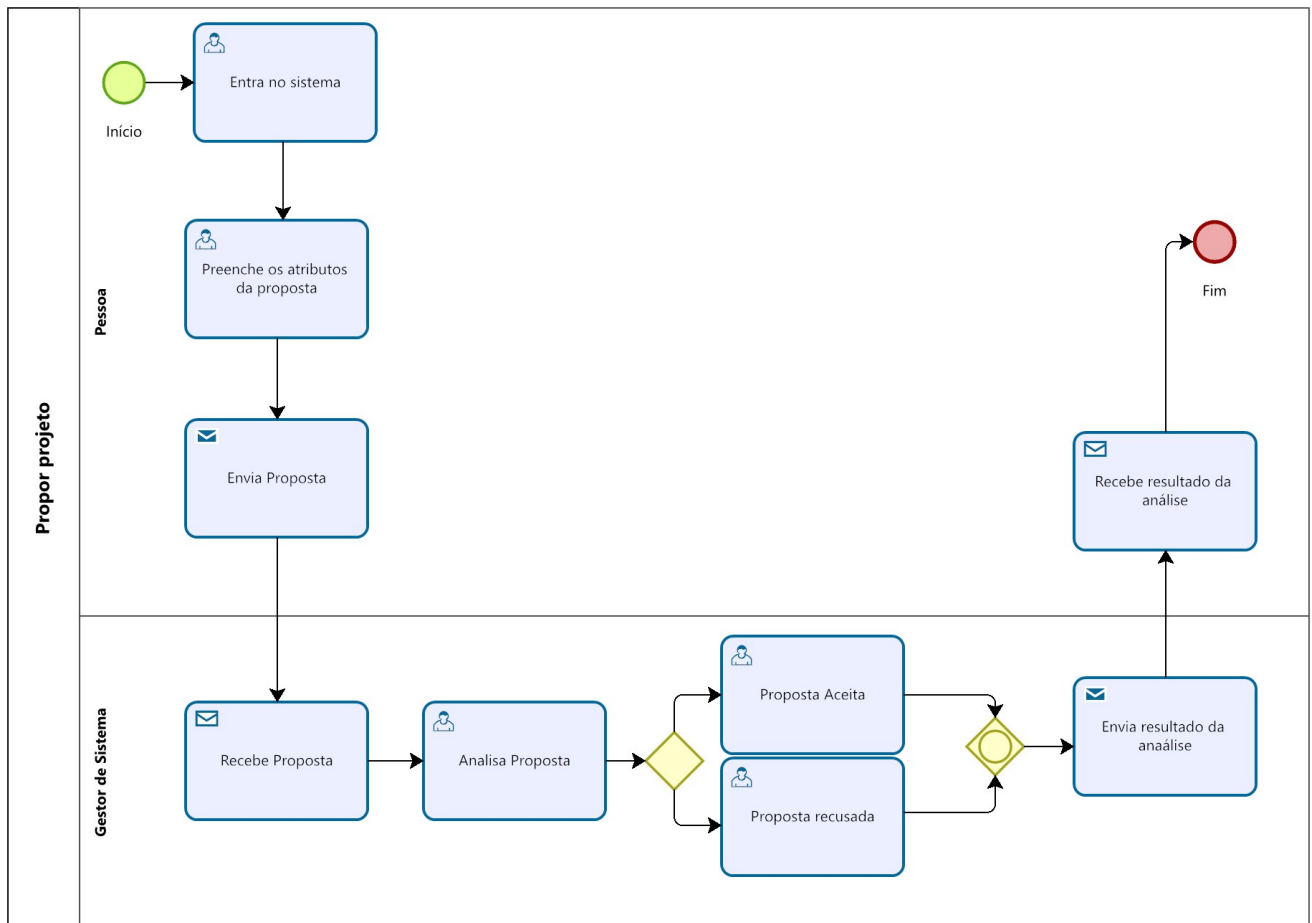 Propor projeto
Pessoa
Entra no sistema
Início
Preenche os atributos
da proposta
Fim
Envia Proposta
Recebe resultado da
análise
Gestor de Sistema
Recebe Proposta
Analisa Proposta
Proposta Aceita
Proposta recusada
Envia resultado da
anaálise